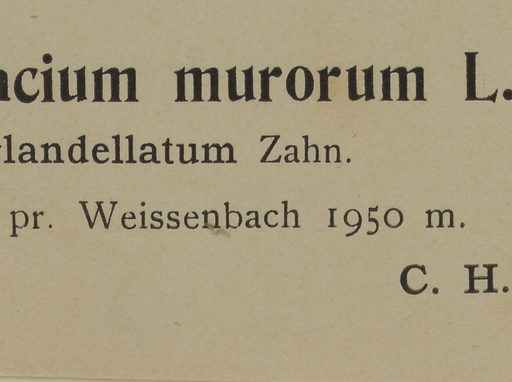 acium murorum L.
landellatum Zahn.
pr. Weissenbach 1950 m.
C. H.